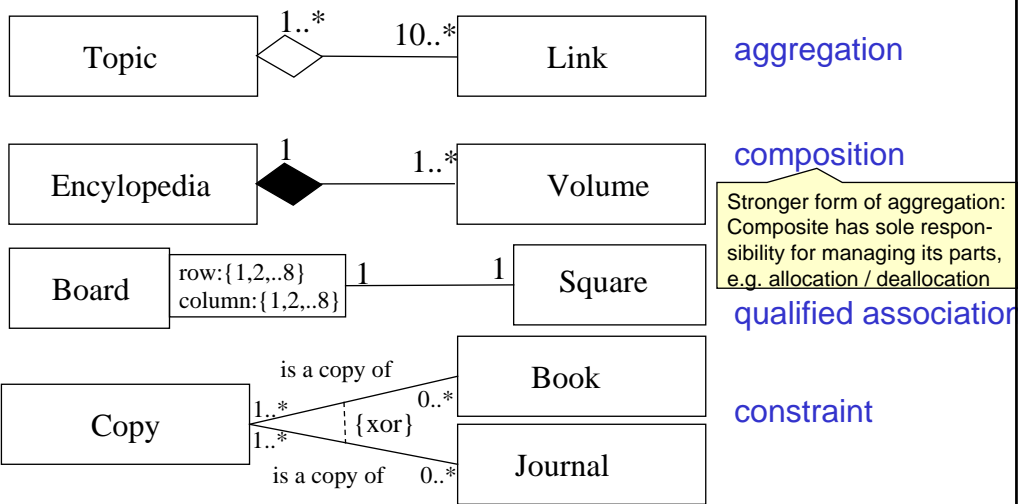 1..*
10..*
Topic
Link
aggregation
1
1..*
Encylopedia
Volume
composition
Stronger form of aggregation:
Composite has sole respon-
sibility for managing its parts,
e.g. allocation / deallocation
Board
row:{1,2,..8}
column:{1,2,..8}
1
1
Square
qualified association
is a copy of
1..*
0..*
Book
Copy
{xor}
constraint
1..*
is a copy of
0..*
Journal